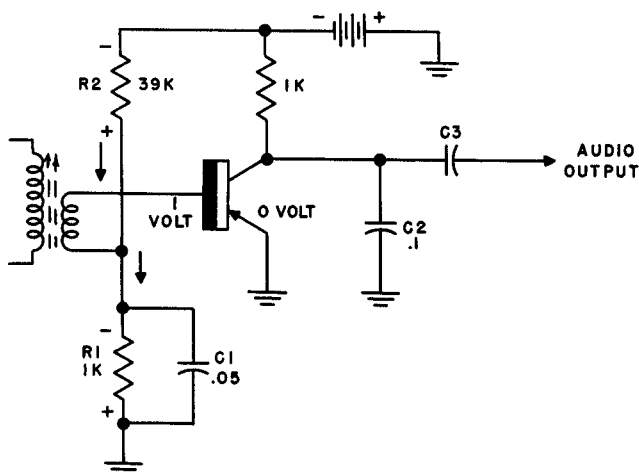 - +
-
R2 39K
1K
+
C3
AUDIO
OUTPUT
1
VOLT
0 VOLT
C2
.1
-
R1
1K
C1
.05
+